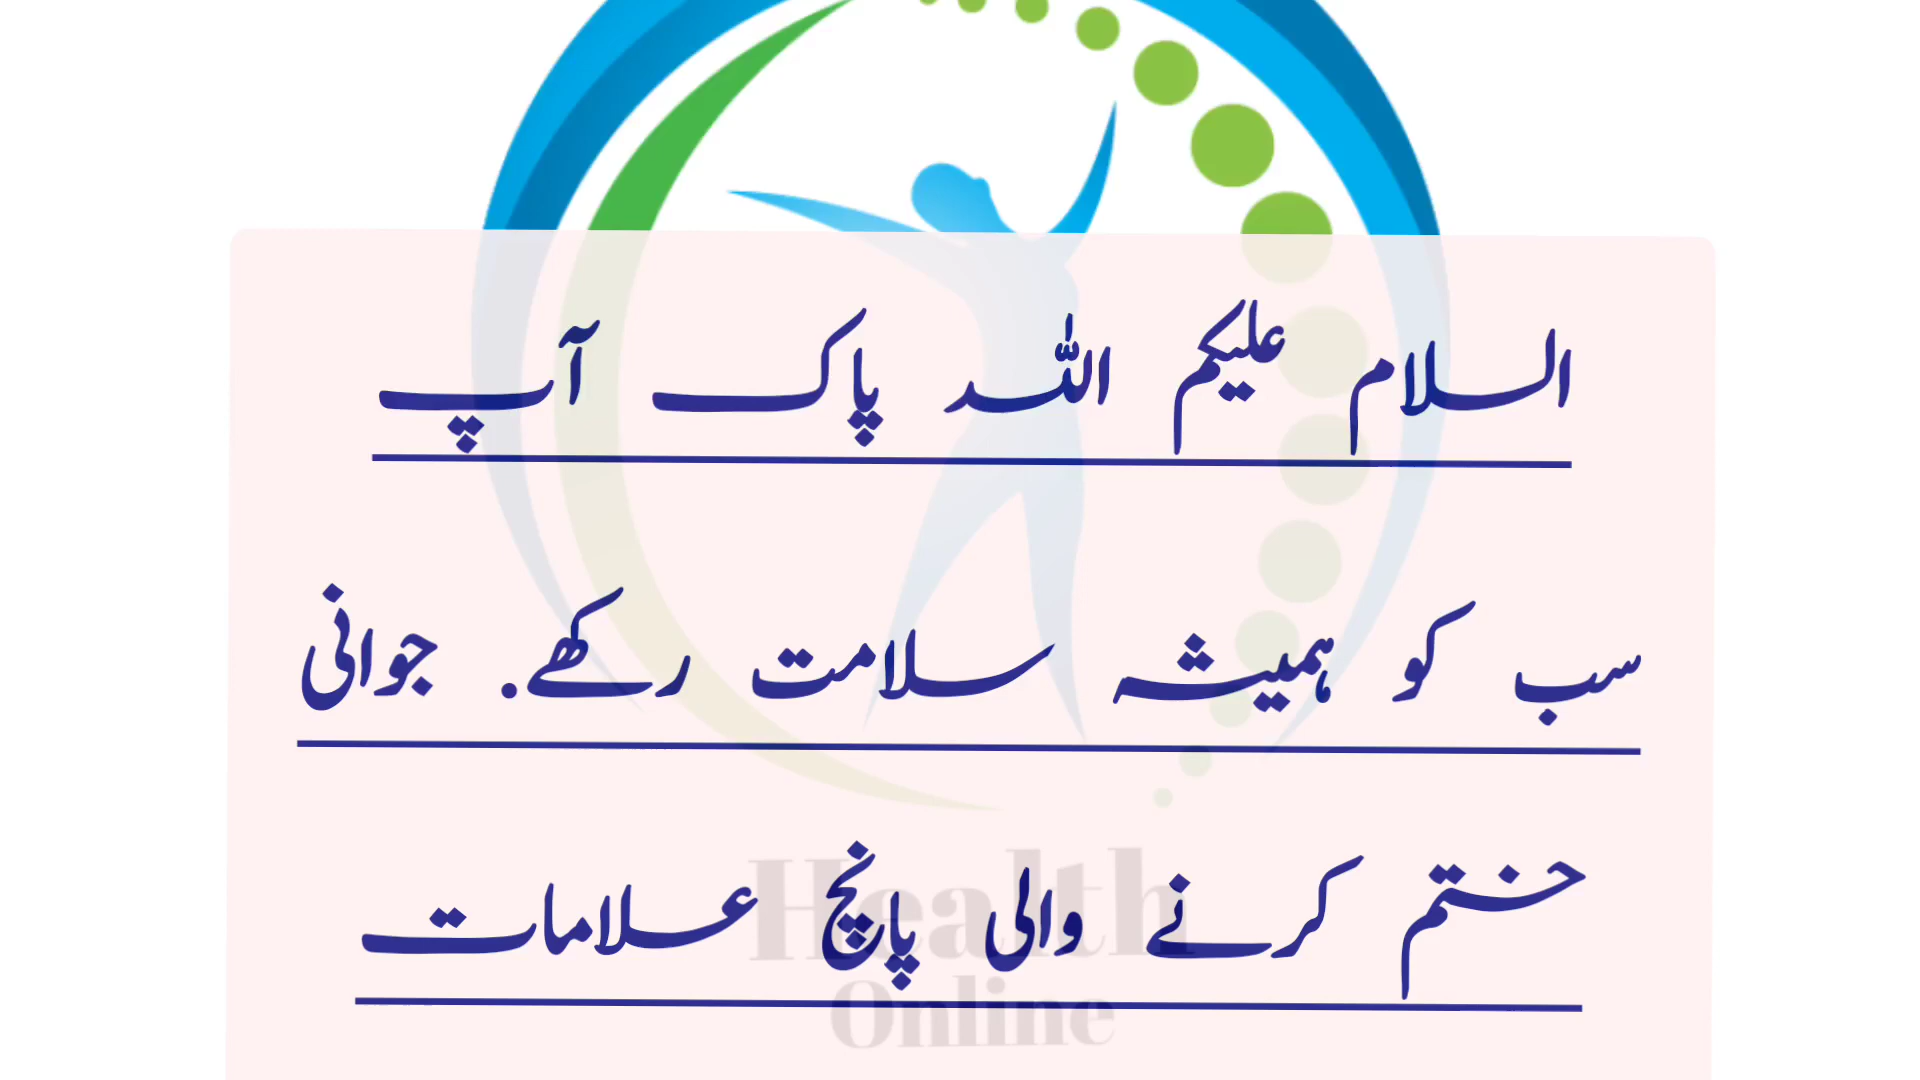 السلام علیکم اللہ پاک آپ
سب کو ہمیشہ سلامت رکھے. جوانی
ختم کرنے والی پانچ علامات
Health
Online